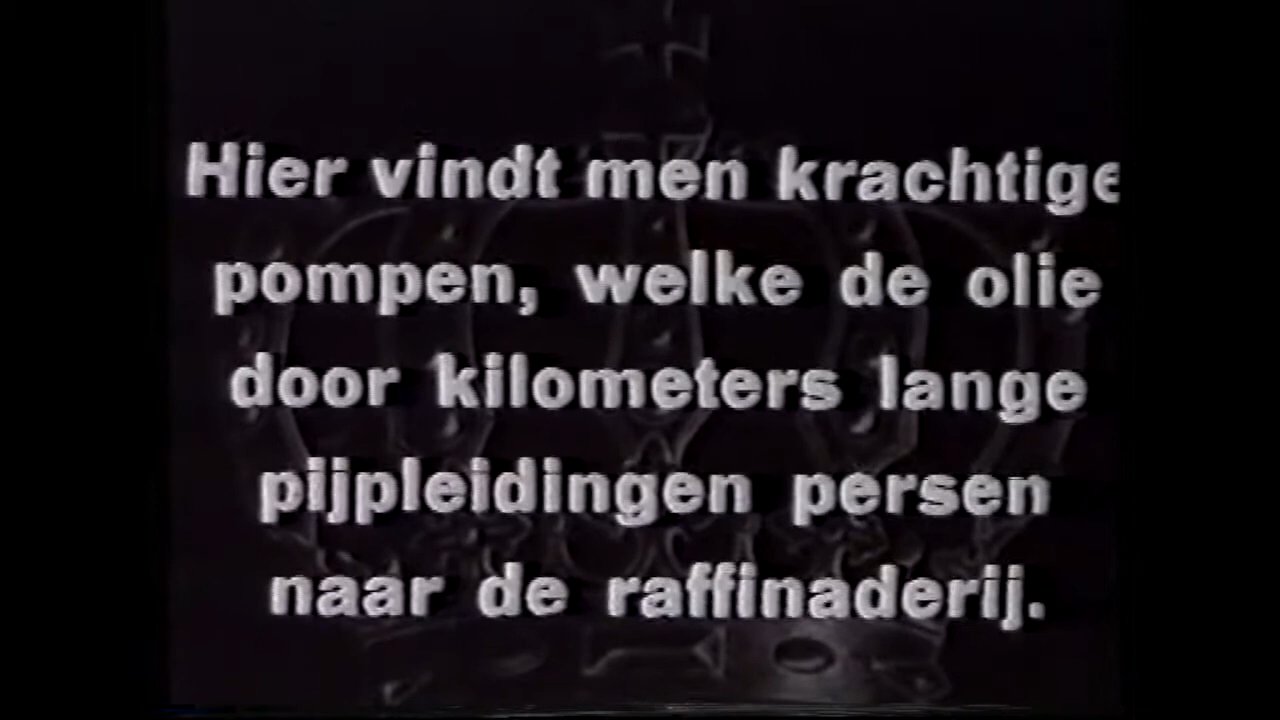 Hier vindt men krachtige
pompen, welke de olie
door kilometers lange
pijpleidingen persen
naar de raffinaderij.